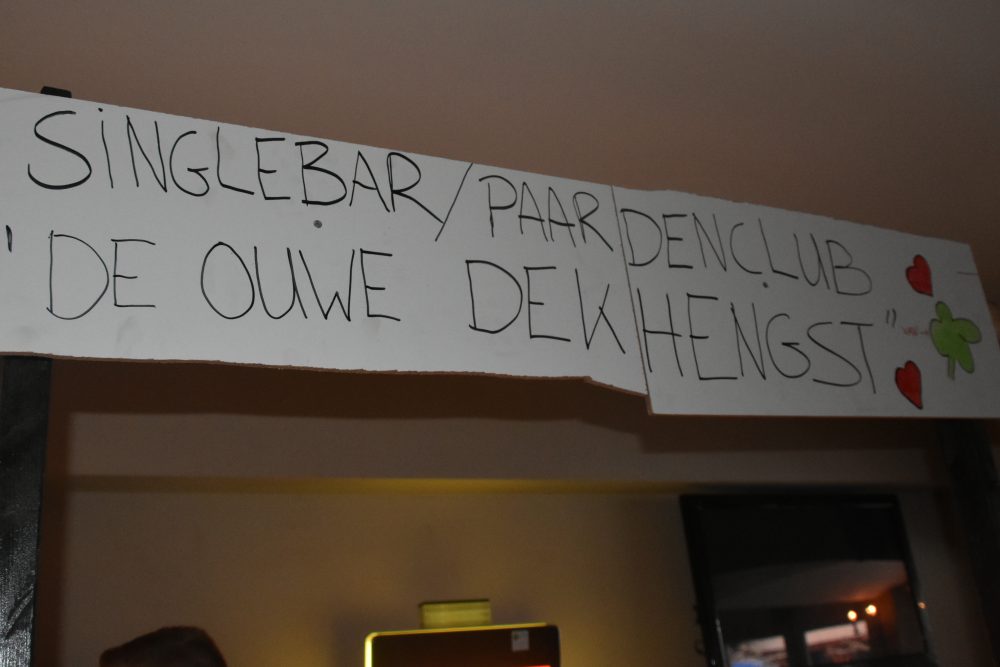 SiNGLEBAR/PAARDENCLUB
"DE OUWE DEKHENGST"